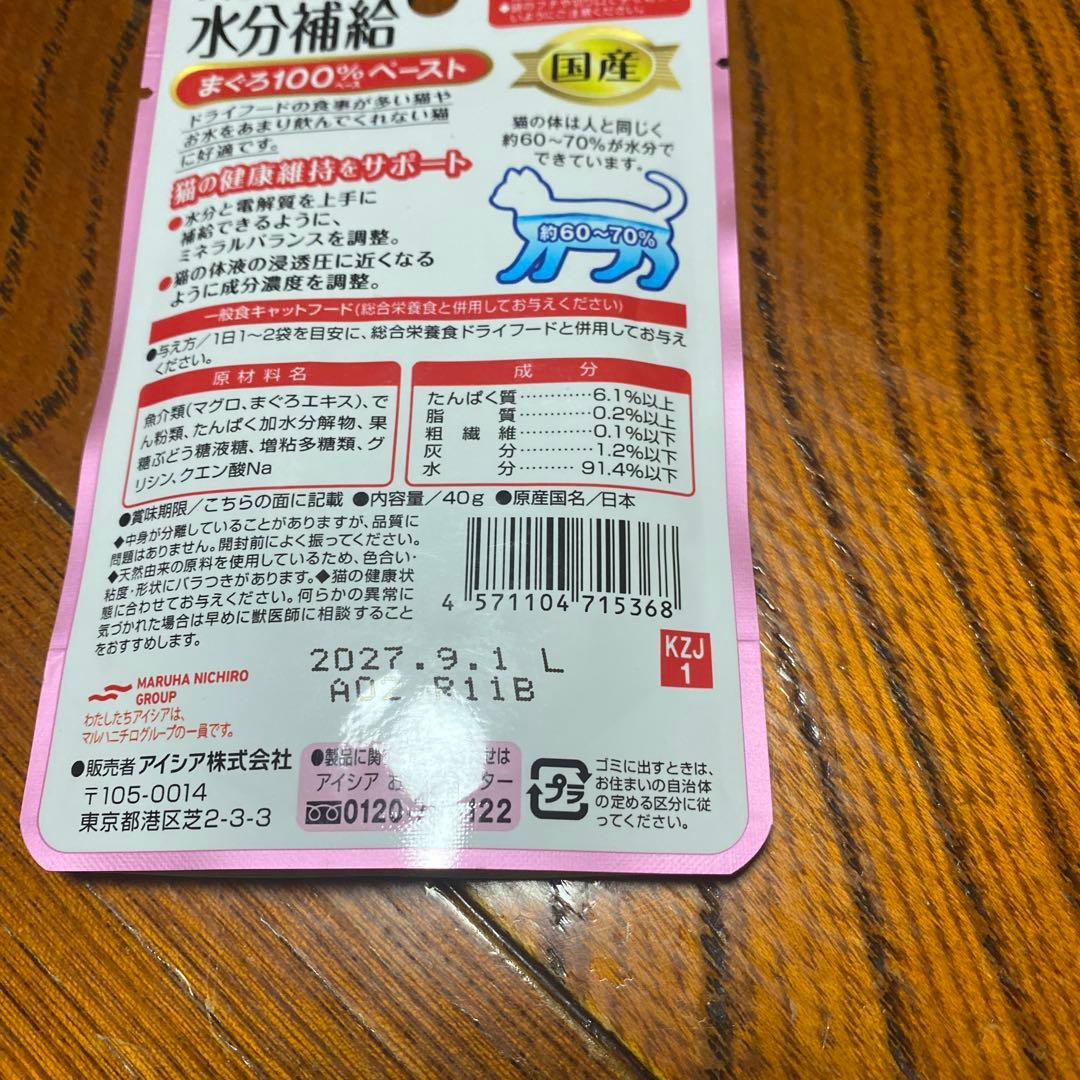 水分補給
まぐろ100%ペースト
ベース
ドライフードの食事が多い猫や
お水をあまり飲んでくれない猫
に好適です。
猫の健康維持をサポート
●水分と電解質を上手に
補給できるように、
ミネラルバランスを調整。
●猫の体液の浸透圧に近くなる
ように成分濃度を調整。
国産
猫の体は人と同じく
約60〜70%が水分で
できています。
約60〜70%
一般食キャットフード(総合栄養食と併用してお与えください)
●与え方/1日1〜2袋を目安に、総合栄養食ドライフードと併用してお与え
ください。
原材料名
魚介類(マグロ、まぐろエキス)、で
ん粉類、たんぱく加水分解物、果
糖ぶどう糖液糖、増粘多糖類、グ
リシン、クエン酸Na
成分
たんぱく質…………6.1%以上
脂質……………0.2%以上
粗繊維…………0.1%以下
灰分……………1.2%以下
水分…………91.4%以下
●賞味期限/こちらの面に記載 ●内容量/40g ●原産国名/日本
◆中身が分離していることがありますが、品質に
問題はありません。開封前によく振ってください。
◆天然由来の原料を使用しているため、色合い・
粘度・形状にバラつきがあります。◆猫の健康状
態に合わせてお与えください。何らかの異常に
気づかれた場合は早めに獣医師に相談すること
をおすすめします。
4 571104 715368
KZJ
1
2027.9.1 L
A02 R11B
MARUHA NICHIRO
GROUP
わたしたちアイシアは、
マルハニチログループの一員です。
●販売者 アイシア株式会社
〒105-0014
東京都港区芝2-3-3
●製品に関
せは
アイシア お
ター
0120
122
プラ
ゴミに出すときは、
お住まいの自治体
の定める区分に従
ってください。